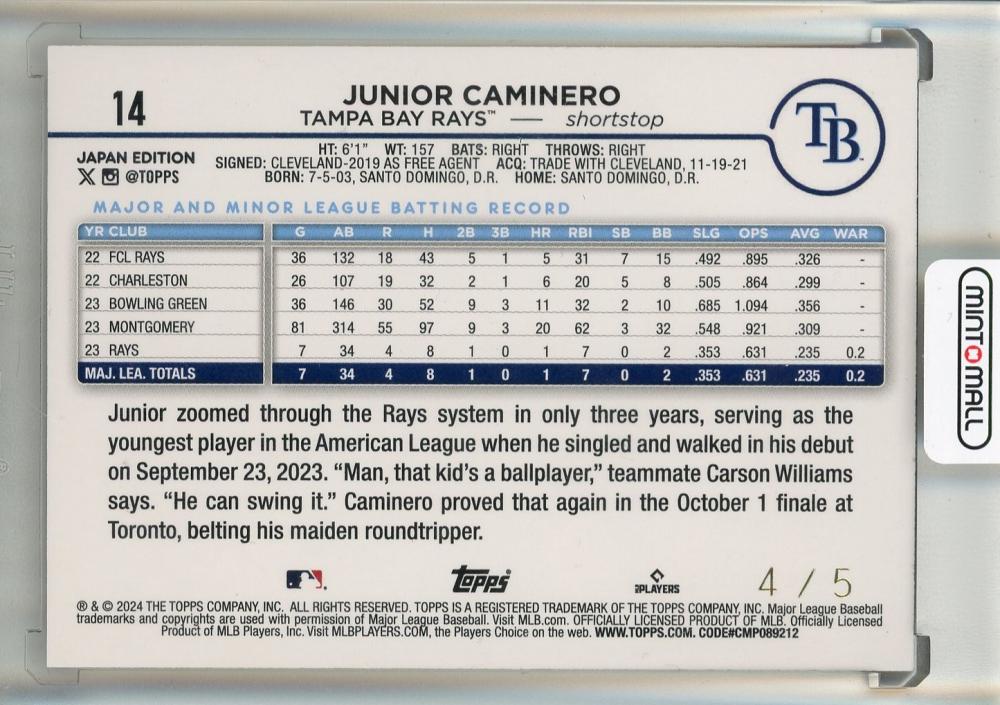 14
JUNIOR CAMINERO
TAMPA BAY RAYS™ — shortstop
TB
JAPAN EDITION
@TOPPS
HT: 6'1" WT: 157 BATS: RIGHT THROWS: RIGHT
SIGNED: CLEVELAND-2019 AS FREE AGENT ACQ: TRADE WITH CLEVELAND, 11-19-21
BORN: 7-5-03, SANTO DOMINGO, D.R. HOME: SANTO DOMINGO, D.R.
MAJOR AND MINOR LEAGUE BATTING RECORD
YR CLUB G AB R H 2B 3B HR RBI SB BB SLG OPS AVG WAR
22 FCL RAYS 36 132 18 43 5 1 5 31 7 15 .492 .895 .326 -
22 CHARLESTON 26 107 19 32 2 1 6 20 5 8 .505 .864 .299 -
23 BOWLING GREEN 36 146 30 52 9 3 11 32 2 10 .685 1.094 .356 -
23 MONTGOMERY 81 314 55 97 9 3 20 62 3 32 .548 .921 .309 -
23 RAYS 7 34 4 8 1 0 1 7 0 2 .353 .631 .235 0.2
MAJ. LEA. TOTALS 7 34 4 8 1 0 1 7 0 2 .353 .631 .235 0.2
Junior zoomed through the Rays system in only three years, serving as the
youngest player in the American League when he singled and walked in his debut
on September 23, 2023. “Man, that kid’s a ballplayer,” teammate Carson Williams
says. “He can swing it.” Caminero proved that again in the October 1 finale at
Toronto, belting his maiden roundtripper.
topps
PLAYERS
4 / 5
® & © 2024 THE TOPPS COMPANY, INC. ALL RIGHTS RESERVED. TOPPS IS A REGISTERED TRADEMARK OF THE TOPPS COMPANY, INC. Major League Baseball
trademarks and copyrights are used with permission of Major League Baseball. Visit MLB.com. OFFICIALLY LICENSED PRODUCT OF MLB. Officially Licensed
Product of MLB Players, Inc. Visit MLBPLAYERS.COM, the Players Choice on the web. WWW.TOPPS.COM. CODE#CMP089212
MINT MALL